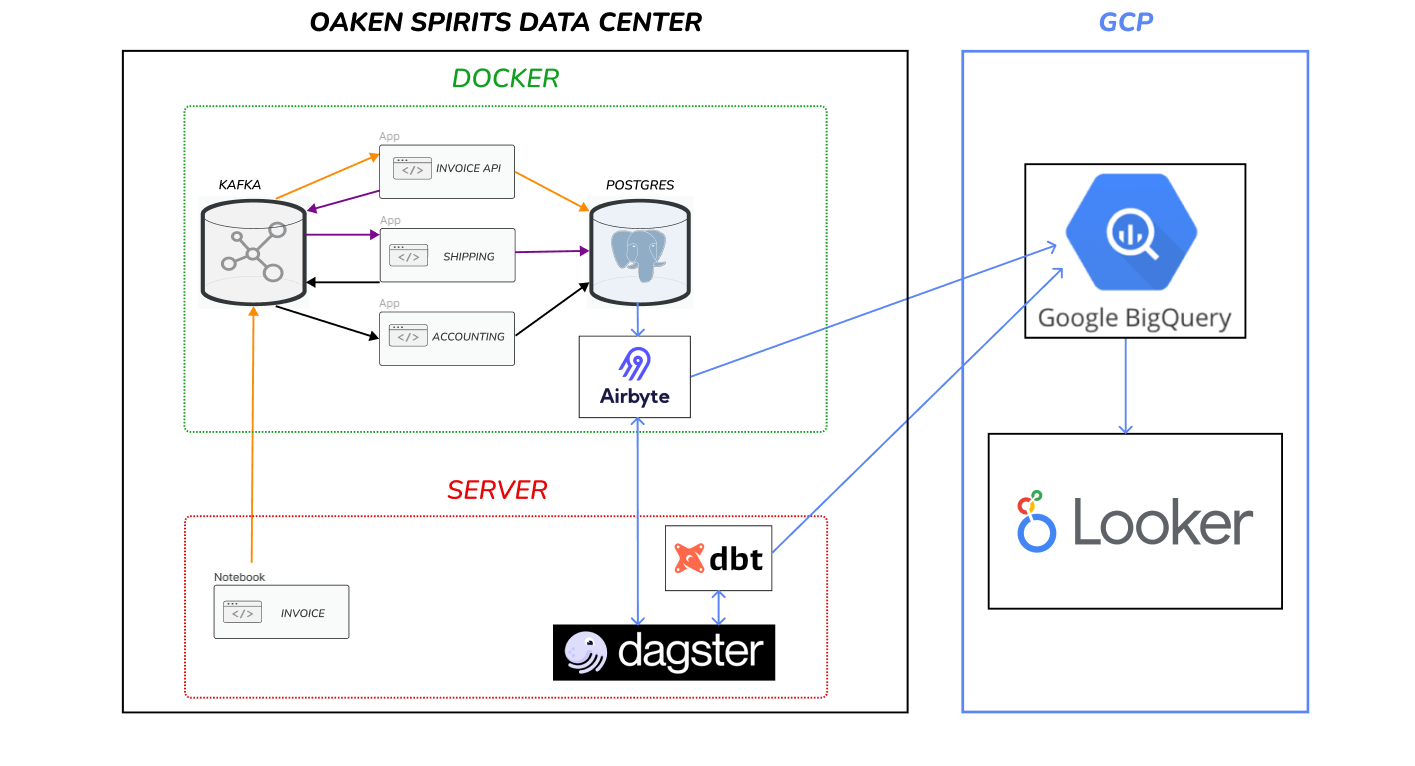 OAKEN SPIRITS DATA CENTER
GCP
DOCKER
App
INVOICE API
KAFKA
POSTGRES
App
SHIPPING
App
ACCOUNTING
Airbyte
Google BigQuery
Looker
SERVER
dbt
Notebook
INVOICE
dagster